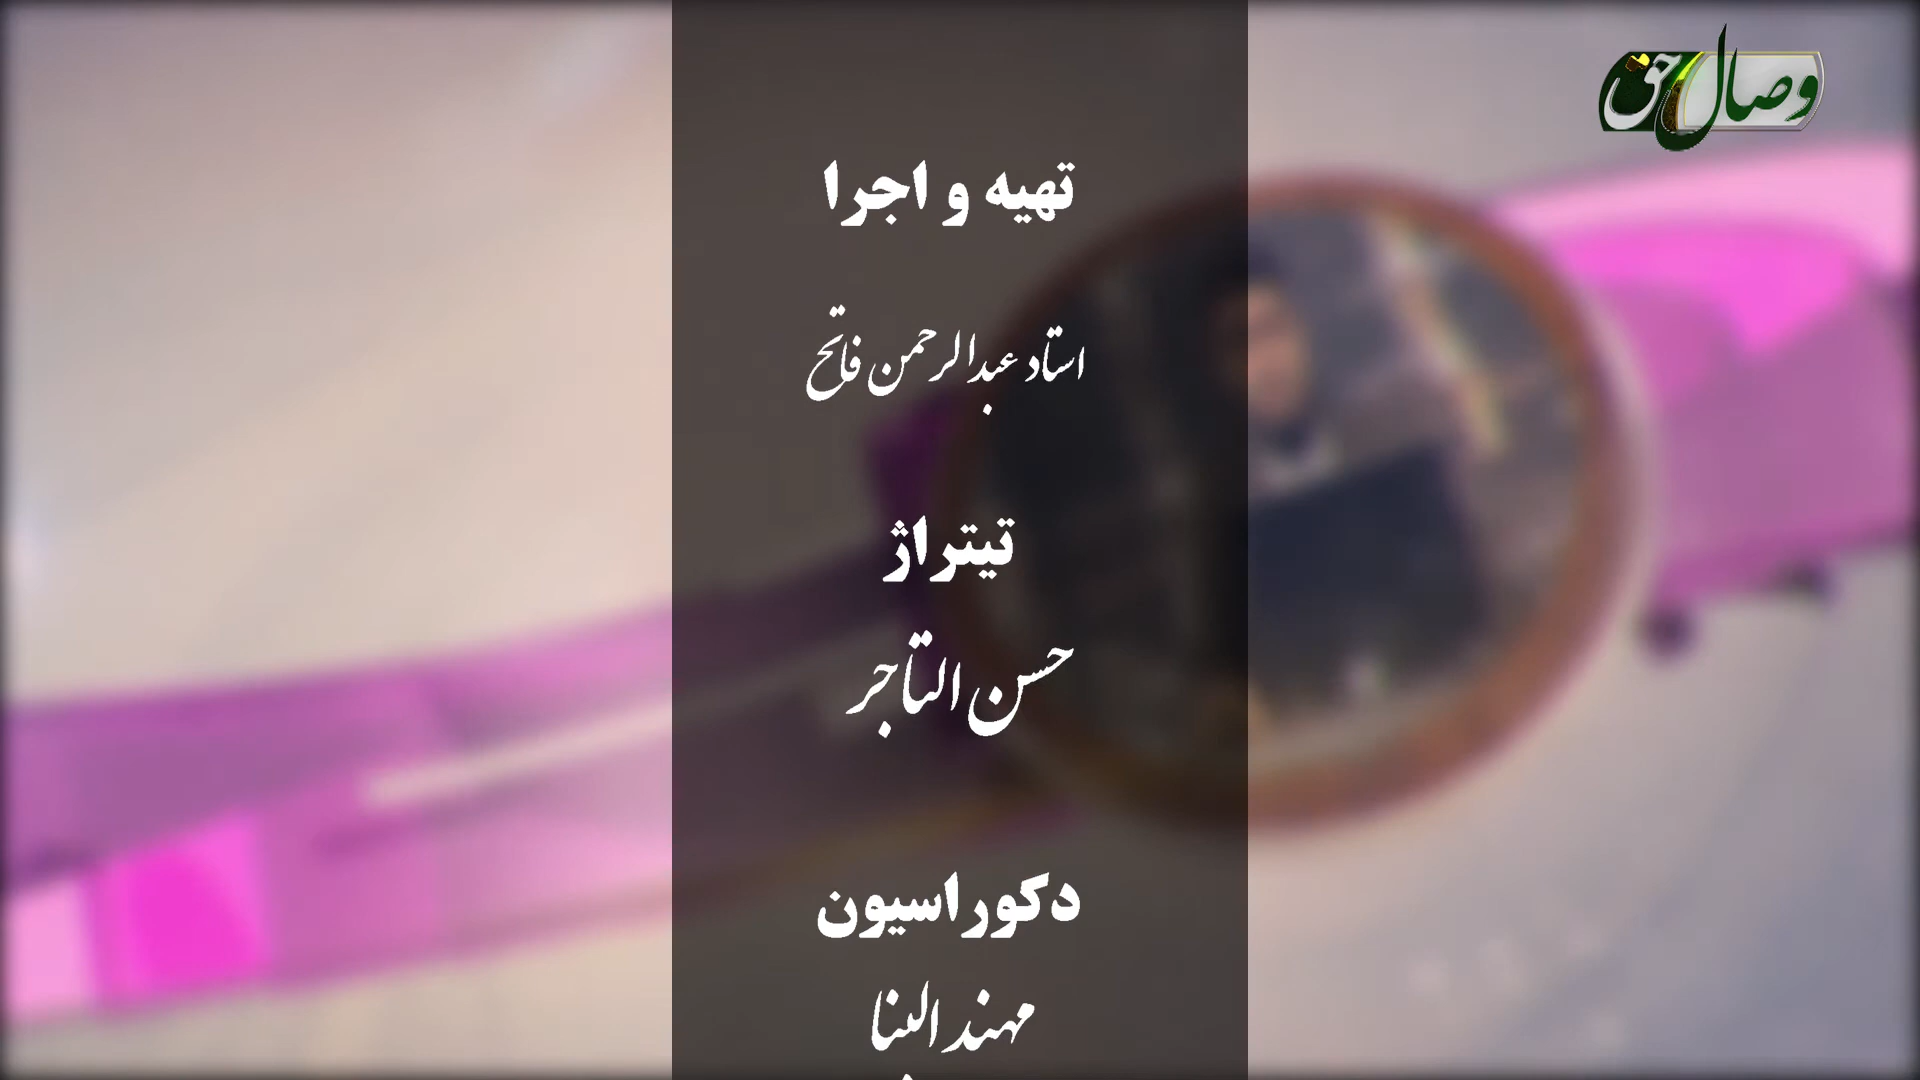 وصال حق
تهیه و اجرا
استاد عبدالرحمن فاتح
تیتراژ
حسن التاجر
دکوراسیون
مهند البنا